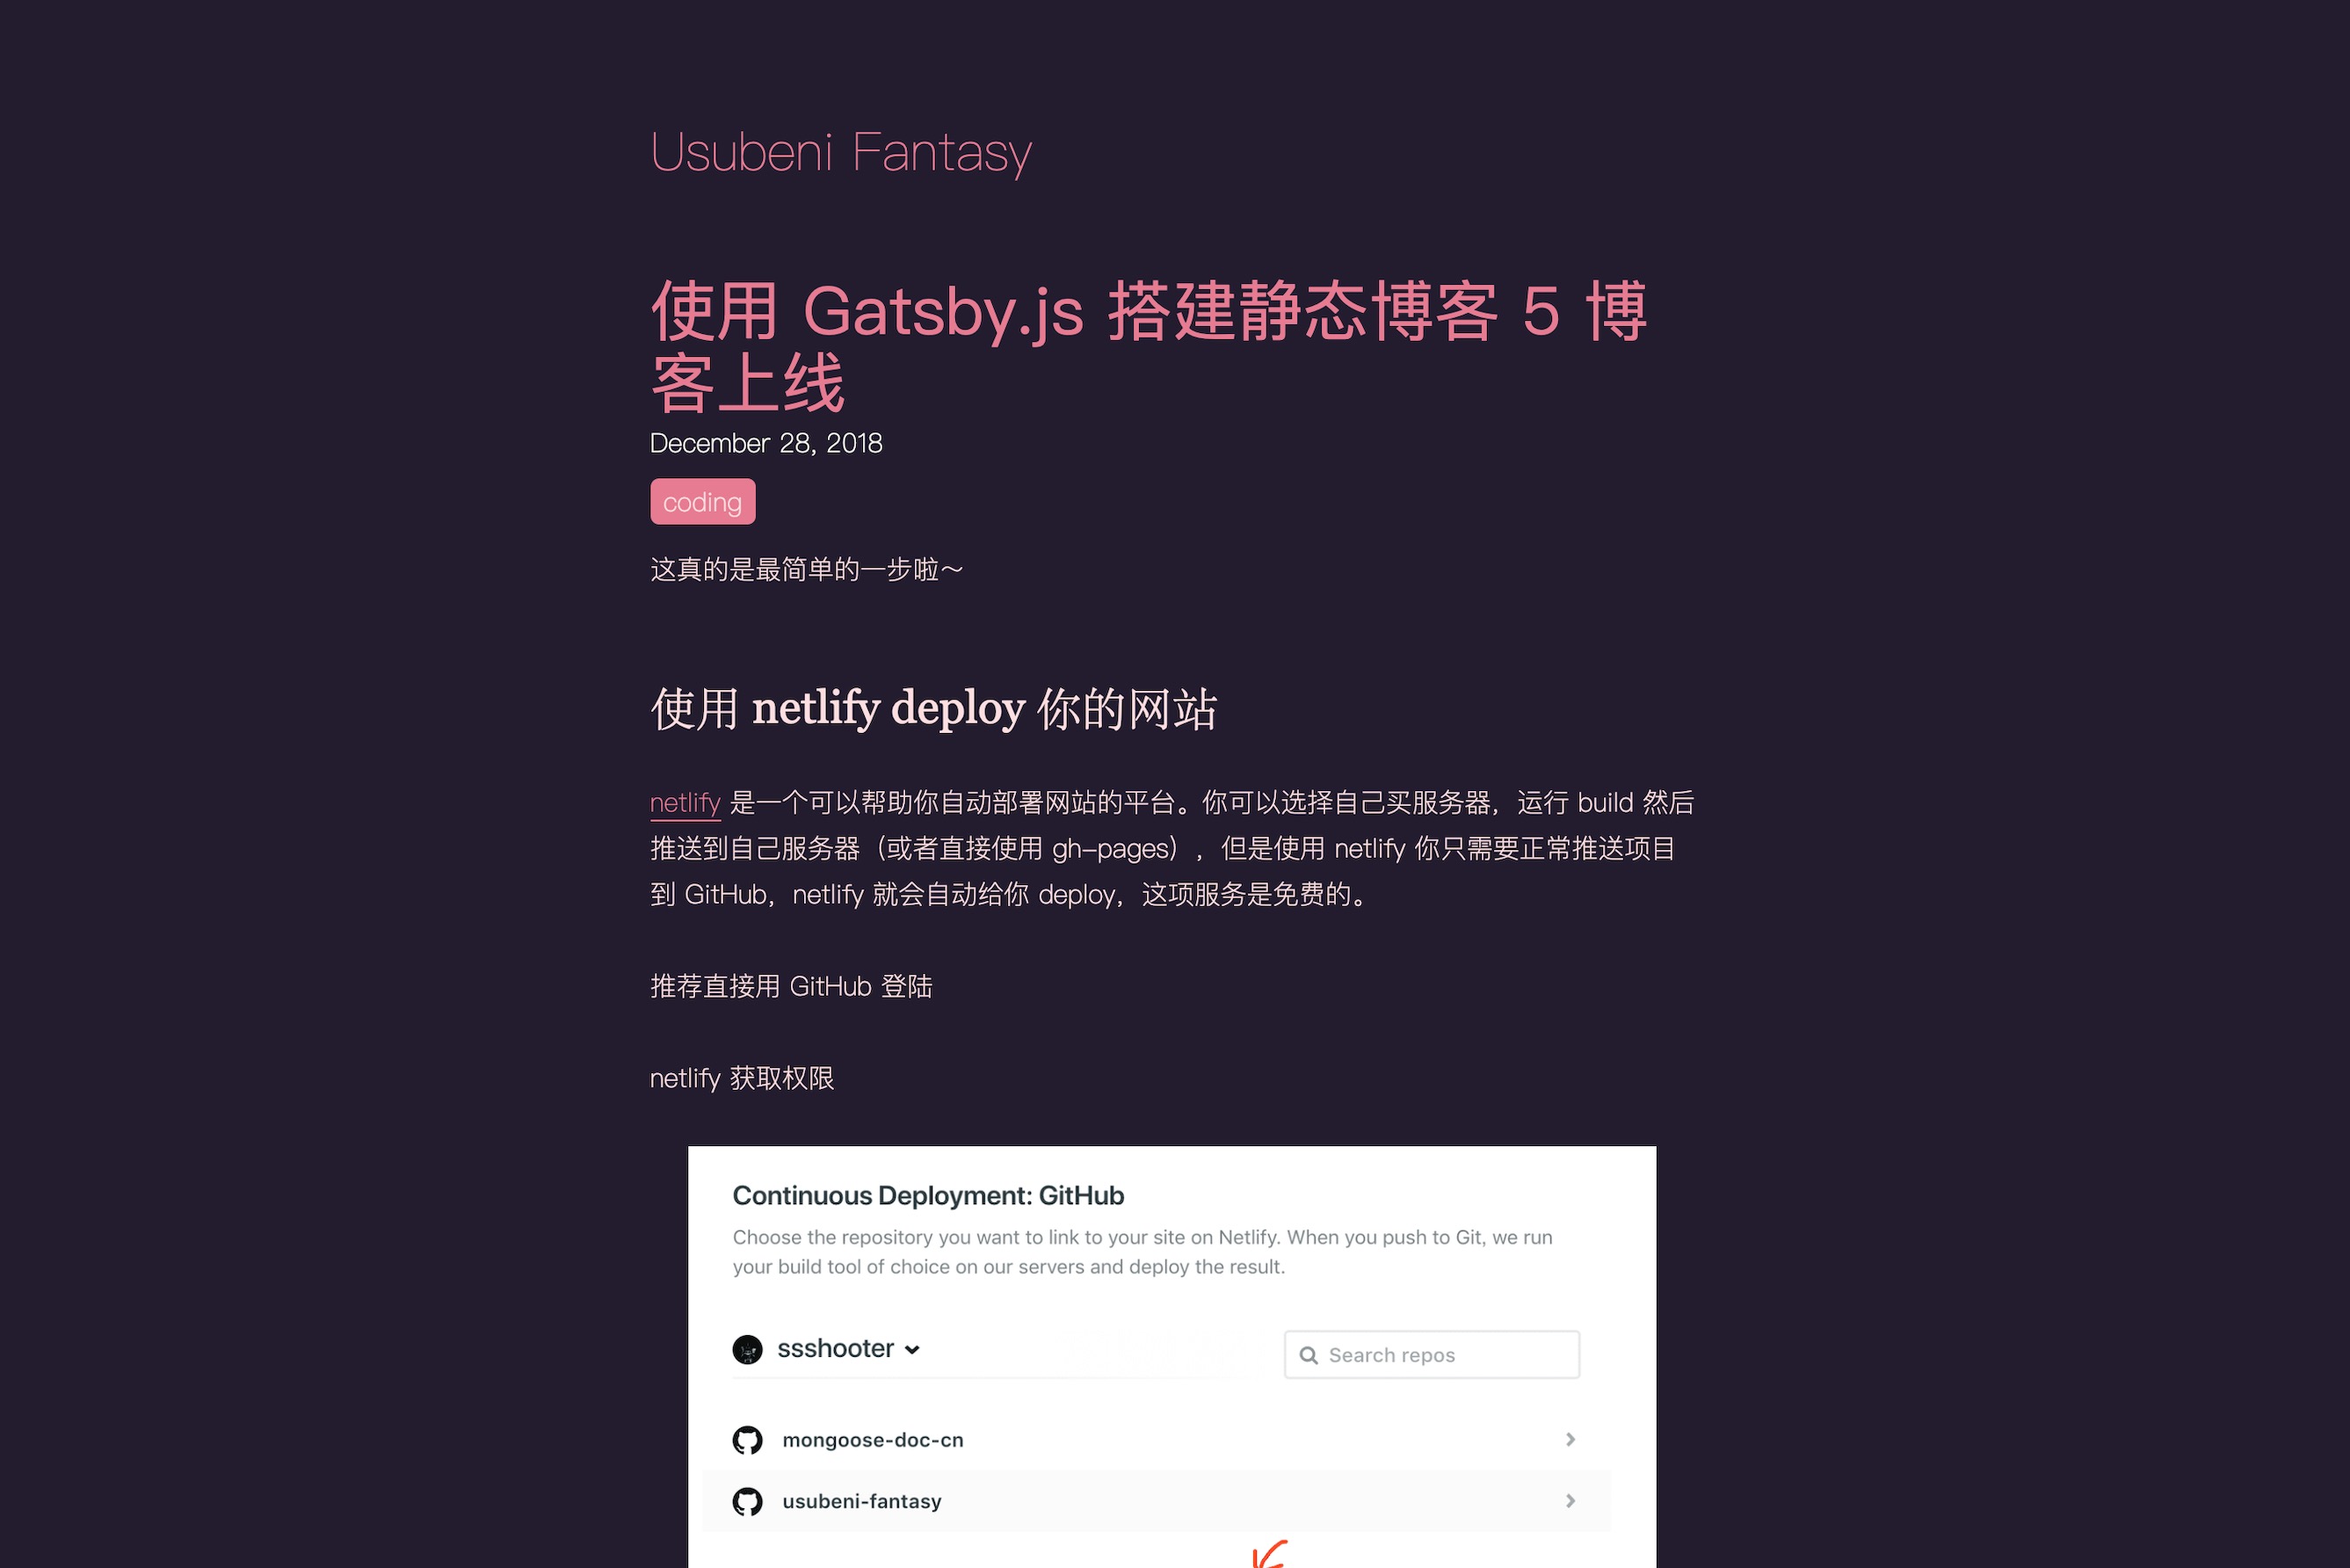 Usubeni Fantasy
使用 Gatsby.js 搭建静态博客 5 博
客上线
December 28, 2018
coding
这真的是最简单的一步啦～
使用 netlify deploy 你的网站
netlify 是一个可以帮助你自动部署网站的平台。你可以选择自己买服务器，运行 build 然后
推送到自己服务器（或者直接使用 gh-pages），但是使用 netlify 你只需要正常推送项目
到 GitHub，netlify 就会自动给你 deploy，这项服务是免费的。
推荐直接用 GitHub 登陆
netlify 获取权限
Continuous Deployment: GitHub
Choose the repository you want to link to your site on Netlify. When you push to Git, we run
your build tool of choice on our servers and deploy the result.
ssshooter
Search repos
mongoose-doc-cn
usubeni-fantasy